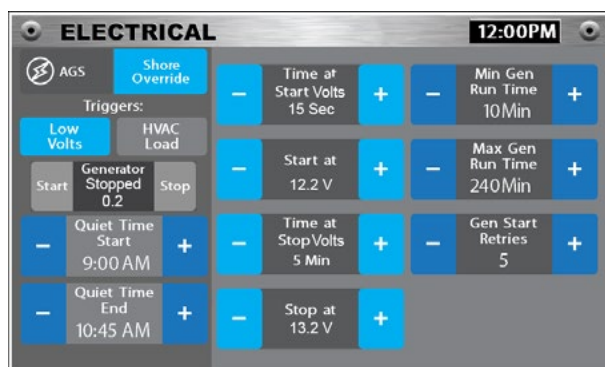 ELECTRICAL
12:00PM
AGS
Shore
Override
Triggers:
Low
Volts
HVAC
Load
Start
Generator
Stopped
0.2
Stop
−
Quiet Time
Start
9:00 AM
+
−
Quiet Time
End
10:45 AM
+
−
Time at
Start Volts
15 Sec
+
−
Start at
12.2 V
+
−
Time at
Stop Volts
5 Min
+
−
Stop at
13.2 V
+
−
Min Gen
Run Time
10Min
+
−
Max Gen
Run Time
240Min
+
−
Gen Start
Retries
5
+